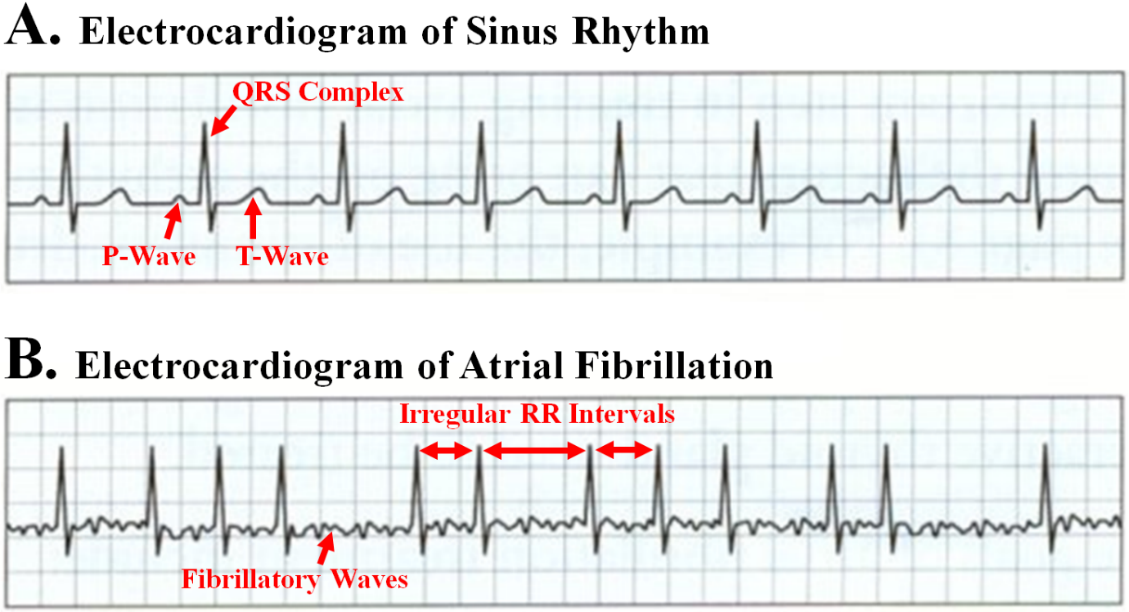 A. Electrocardiogram of Sinus Rhythm
QRS Complex
P-Wave
T-Wave
B. Electrocardiogram of Atrial Fibrillation
Irregular RR Intervals
Fibrillatory Waves